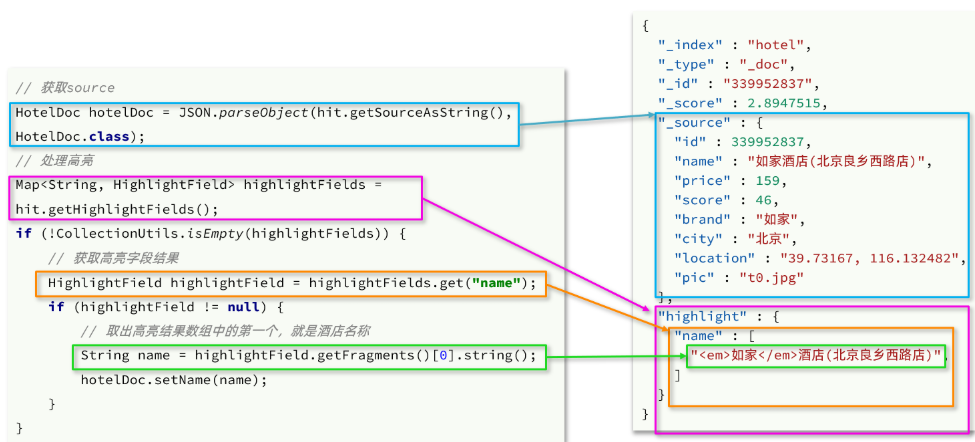 // 获取source
HotelDoc hotelDoc = JSON.parseObject(hit.getSourceAsString(),
HotelDoc.class);
// 处理高亮
Map<String, HighlightField> highlightFields =
hit.getHighlightFields();
if (!CollectionUtils.isEmpty(highlightFields)) {
// 获取高亮字段结果
HighlightField highlightField = highlightFields.get("name");
if (highlightField != null) {
// 取出高亮结果数组中的第一个，就是酒店名称
String name = highlightField.getFragments()[0].string();
hotelDoc.setName(name);
}
}
{
"_index" : "hotel",
"_type" : "_doc",
"_id" : "339952837",
"_score" : 2.8947515,
"_source" : {
"id" : 339952837,
"name" : "如家酒店(北京良乡西路店)",
"price" : 159,
"score" : 46,
"brand" : "如家",
"city" : "北京",
"location" : "39.73167, 116.132482",
"pic" : "t0.jpg"
},
"highlight" : {
"name" : [
"<em>如家</em>酒店(北京良乡西路店)",
]
}
}